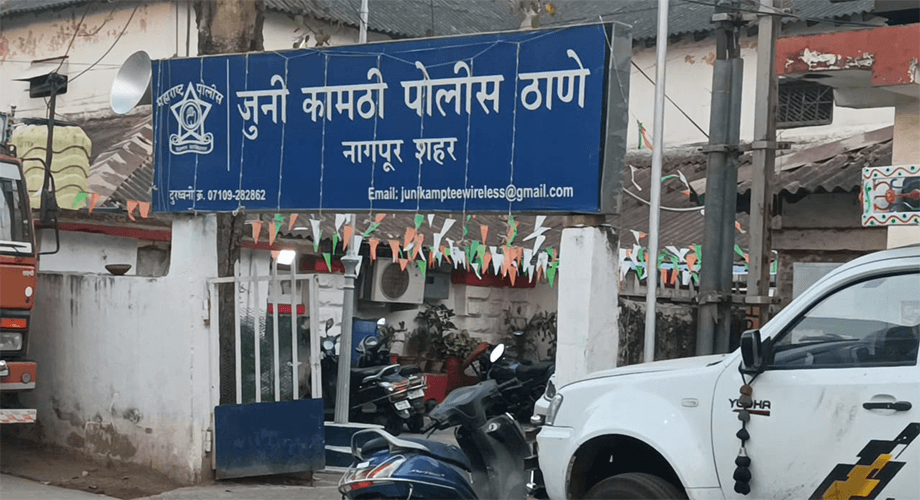 महाराष्ट्र पोलीस
जुनी कामठी पोलीस ठाणे
नागपूर शहर
दुरध्वनी क्र. 07109-282862
Email: junikampteewireless@gmail.com
YODHA